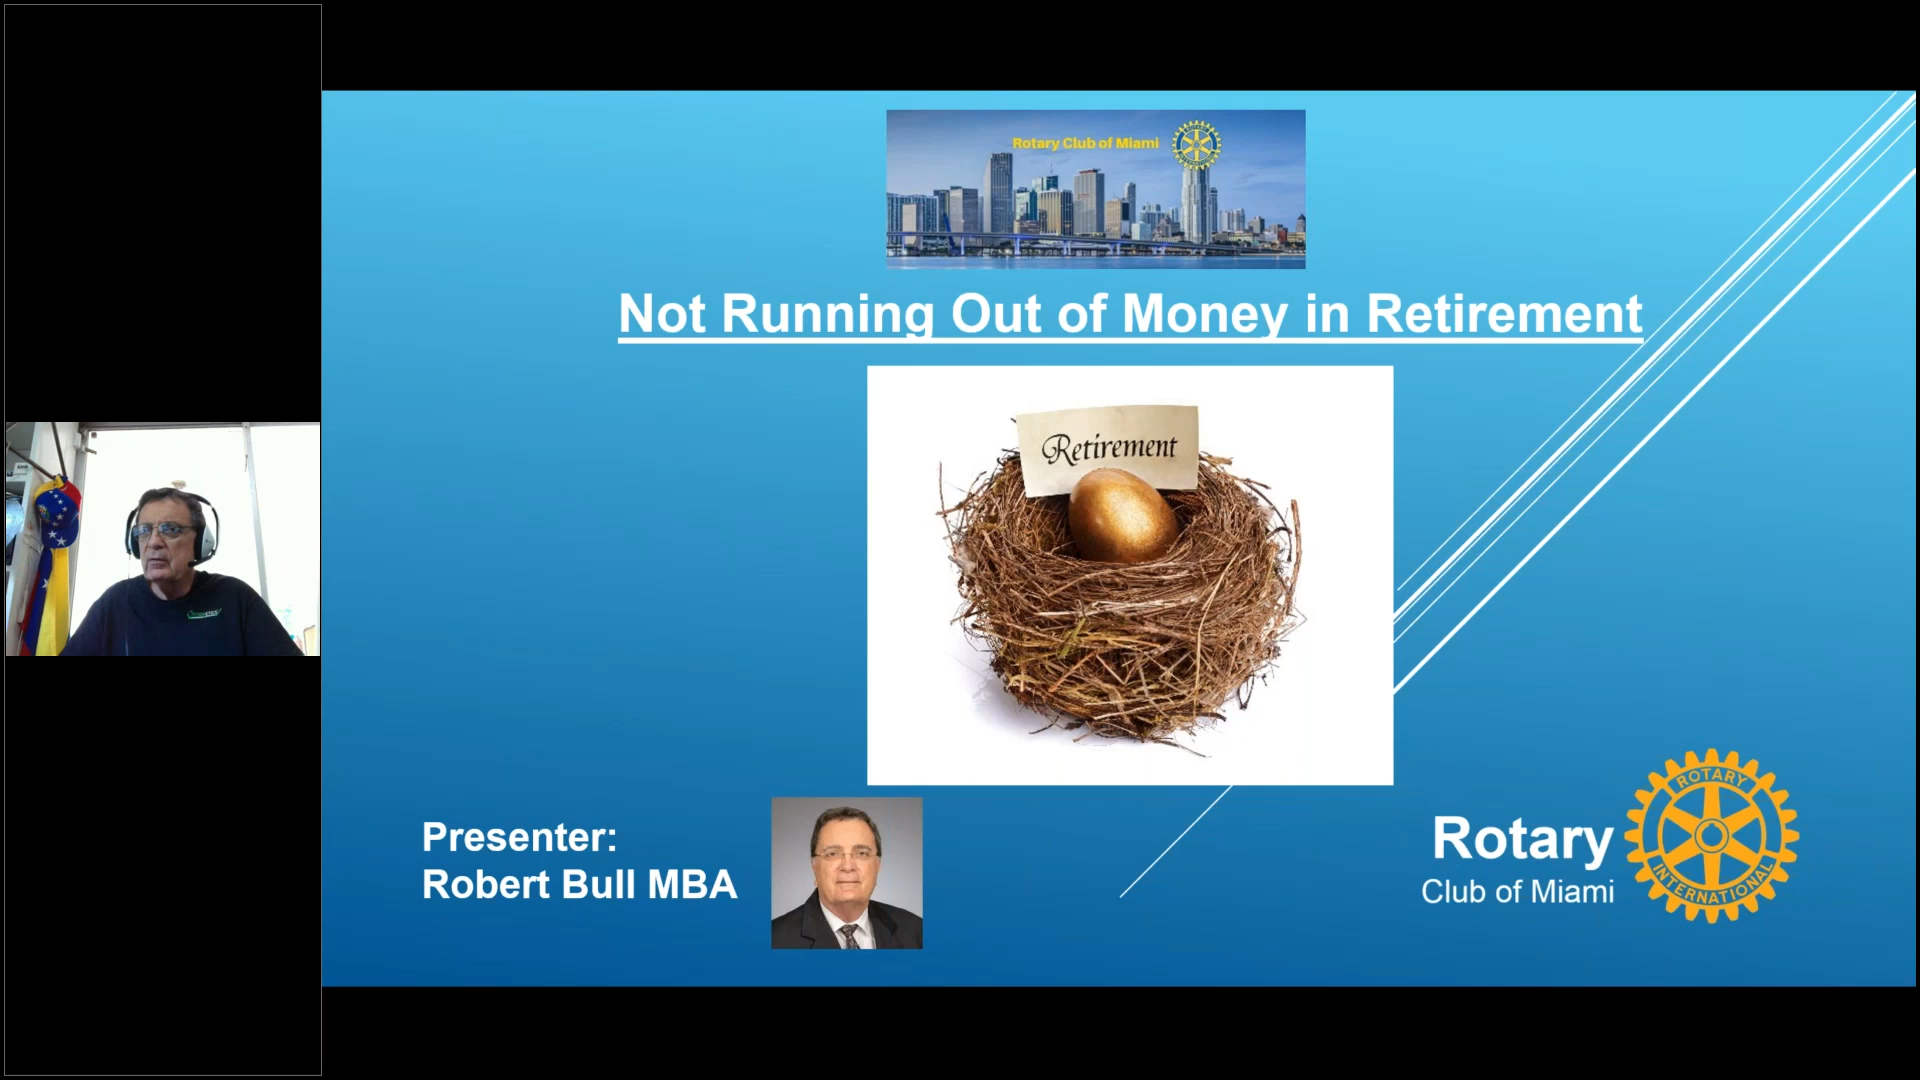 Rotary Club of Miami
Not Running Out of Money in Retirement
Retirement
Presenter:
Robert Bull MBA
Rotary
Club of Miami
ROTARY
INTERNATIONAL